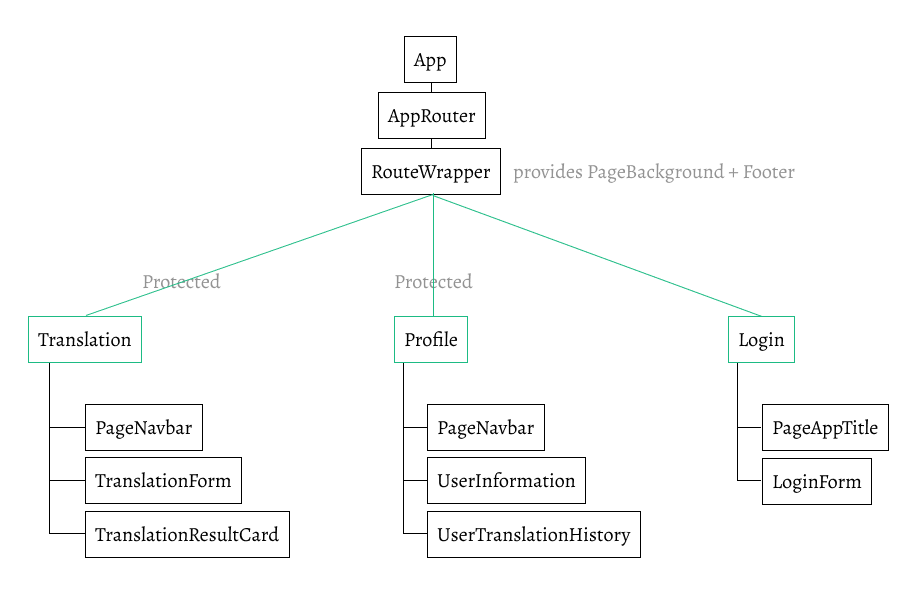 App
AppRouter
RouteWrapper
provides PageBackground + Footer
Protected
Protected
Translation
Profile
Login
PageNavbar
PageNavbar
PageAppTitle
TranslationForm
UserInformation
LoginForm
TranslationResultCard
UserTranslationHistory